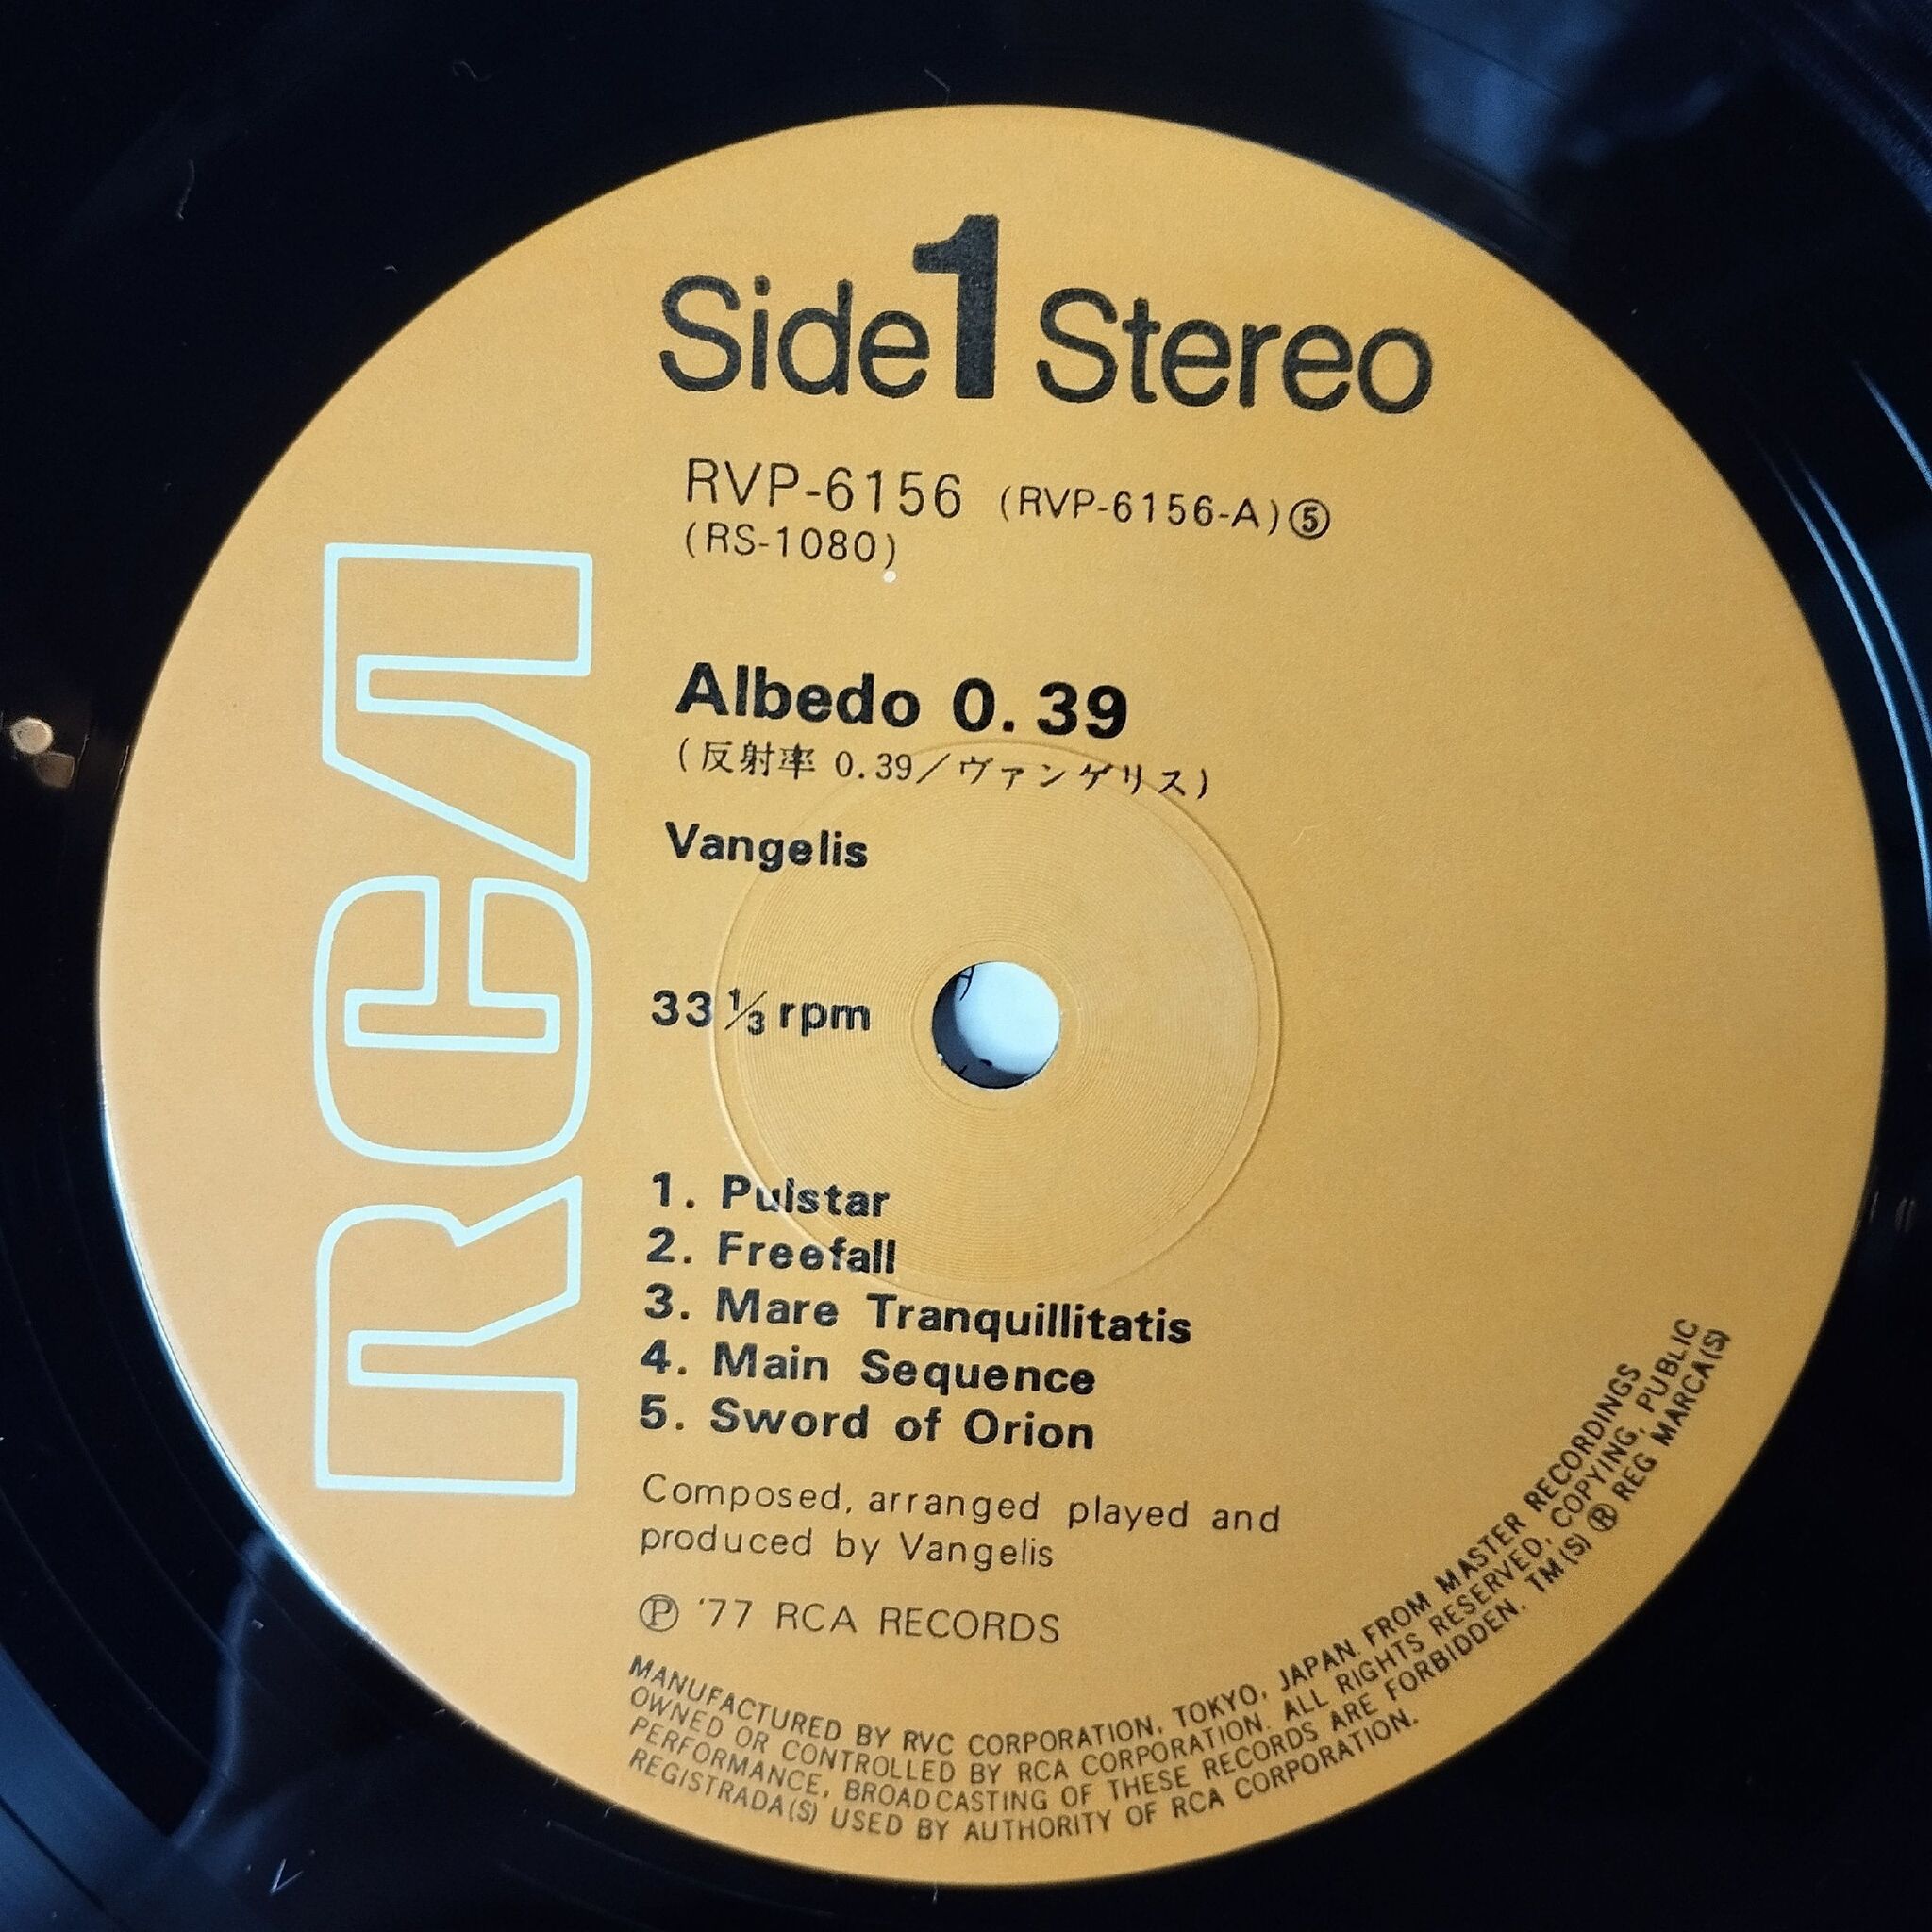 Side 1 Stereo
RVP-6156 (RVP-6156-A)⑤
(RS-1080)
Albedo 0.39
(反射率 0.39／ヴァンゲリス)
Vangelis
33 1/3 rpm
1. Pulstar
2. Freefall
3. Mare Tranquillitatis
4. Main Sequence
5. Sword of Orion
Composed, arranged played and
produced by Vangelis
Ⓟ '77 RCA RECORDS
MANUFACTURED BY RVC CORPORATION, TOKYO, JAPAN. FROM MASTER RECORDINGS
OWNED OR CONTROLLED BY RCA CORPORATION. ALL RIGHTS RESERVED, COPYING, PUBLIC
PERFORMANCE, BROADCASTING OF THESE RECORDS ARE FORBIDDEN. TM(S) ® REG MARCA(S)
REGISTRADA(S) USED BY AUTHORITY OF RCA CORPORATION.
RCA